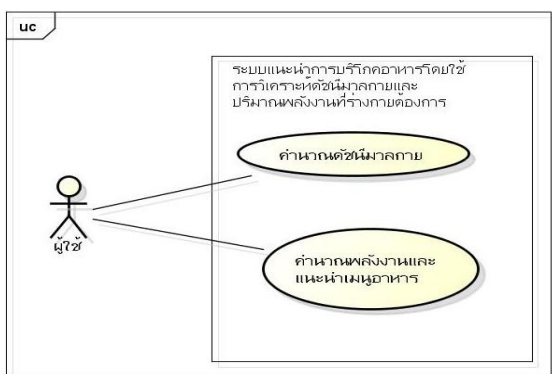 uc
ระบบแนะนำการบริโภคอาหารโดยใช้
การวิเคราะห์ดัชนีมวลกายและ
ปริมาณพลังงานที่ร่างกายต้องการ
คำนวณดัชนีมวลกาย
ผู้ใช้
คำนวณพลังงานและ
แนะนำเมนูอาหาร